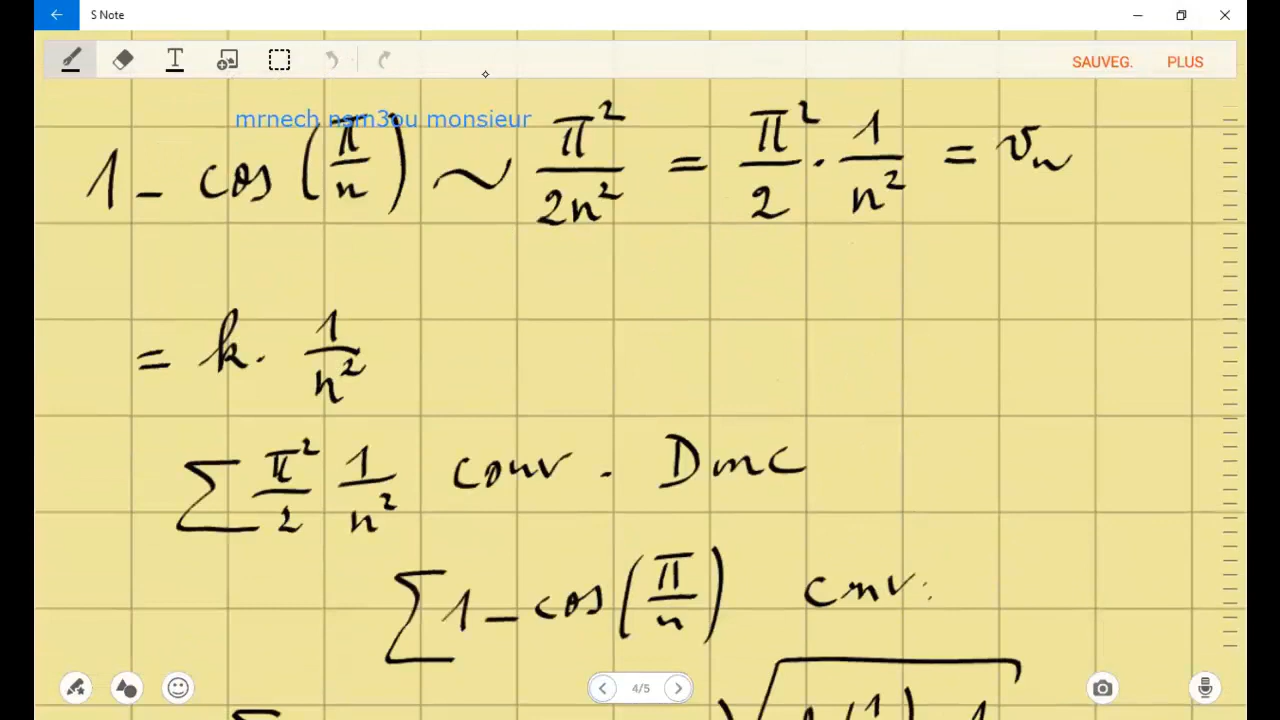 S Note
SAUVEG. PLUS
mrnech nsm3ou monsieur
1 - cos(π/n) ~ π²/2n² = π²/2 · 1/n² = vₙ
= k · 1/n²
∑ π²/2 1/n² conv. Donc
∑ 1 - cos(π/n) conv.
4/5